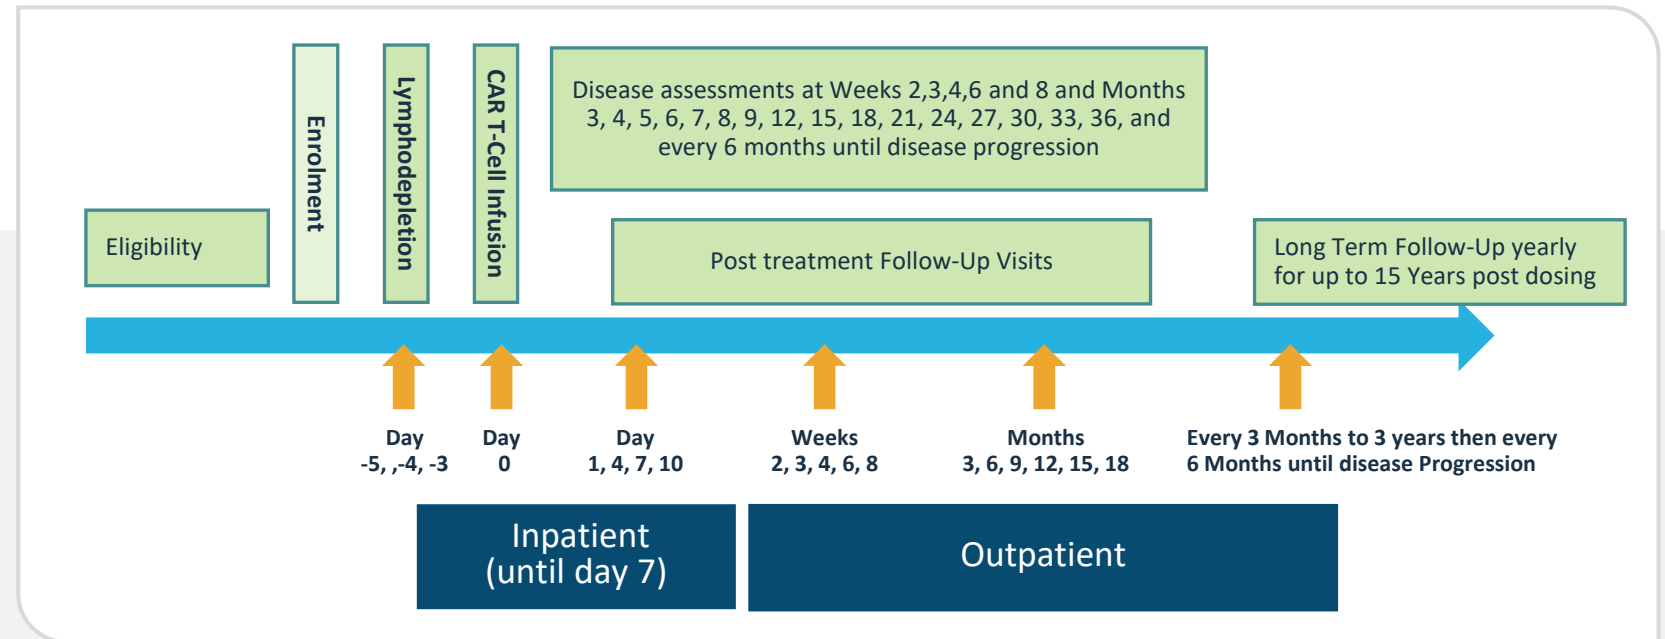 Enrolment
Lymphodepletion
CAR T-Cell Infusion
Disease assessments at Weeks 2,3,4,6 and 8 and Months
3, 4, 5, 6, 7, 8, 9, 12, 15, 18, 21, 24, 27, 30, 33, 36, and
every 6 months until disease progression
Eligibility
Post treatment Follow-Up Visits
Long Term Follow-Up yearly
for up to 15 Years post dosing
Day
-5, ,-4, -3
Day
0
Day
1, 4, 7, 10
Weeks
2, 3, 4, 6, 8
Months
3, 6, 9, 12, 15, 18
Every 3 Months to 3 years then every
6 Months until disease Progression
Inpatient
(until day 7)
Outpatient